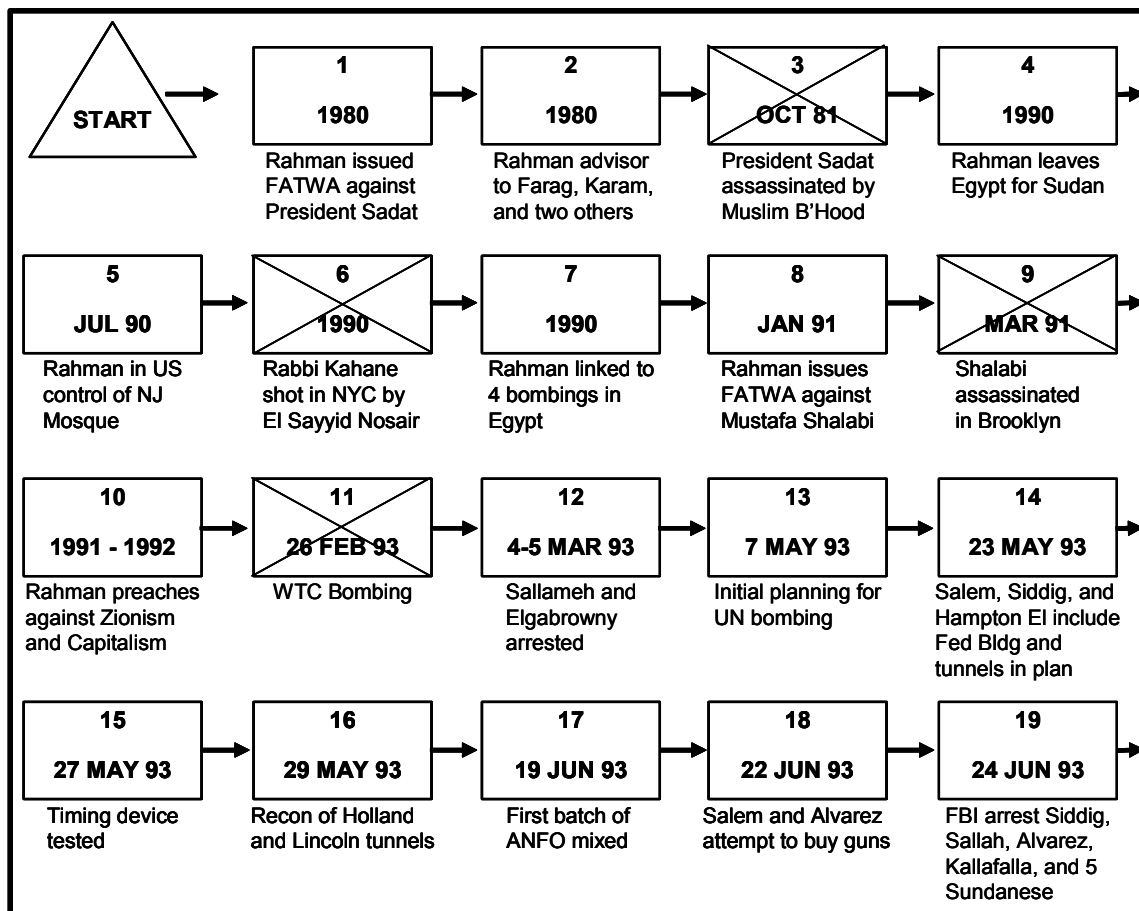 START
1
1980
Rahman issued
FATWA against
President Sadat
2
1980
Rahman advisor
to Farag, Karam,
and two others
3
OCT 81
President Sadat
assassinated by
Muslim B'Hood
4
1990
Rahman leaves
Egypt for Sudan
5
JUL 90
Rahman in US
control of NJ
Mosque
6
1990
Rabbi Kahane
shot in NYC by
El Sayyid Nosair
7
1990
Rahman linked to
4 bombings in
Egypt
8
JAN 91
Rahman issues
FATWA against
Mustafa Shalabi
9
MAR 91
Shalabi
assassinated
in Brooklyn
10
1991 - 1992
Rahman preaches
against Zionism
and Capitalism
11
26 FEB 93
WTC Bombing
12
4-5 MAR 93
Sallameh and
Elgabrowny
arrested
13
7 MAY 93
Initial planning for
UN bombing
14
23 MAY 93
Salem, Siddig, and
Hampton El include
Fed Bldg and
tunnels in plan
15
27 MAY 93
Timing device
tested
16
29 MAY 93
Recon of Holland
and Lincoln tunnels
17
19 JUN 93
First batch of
ANFO mixed
18
22 JUN 93
Salem and Alvarez
attempt to buy guns
19
24 JUN 93
FBI arrest Siddig,
Sallah, Alvarez,
Kallafalla, and 5
Sundanese